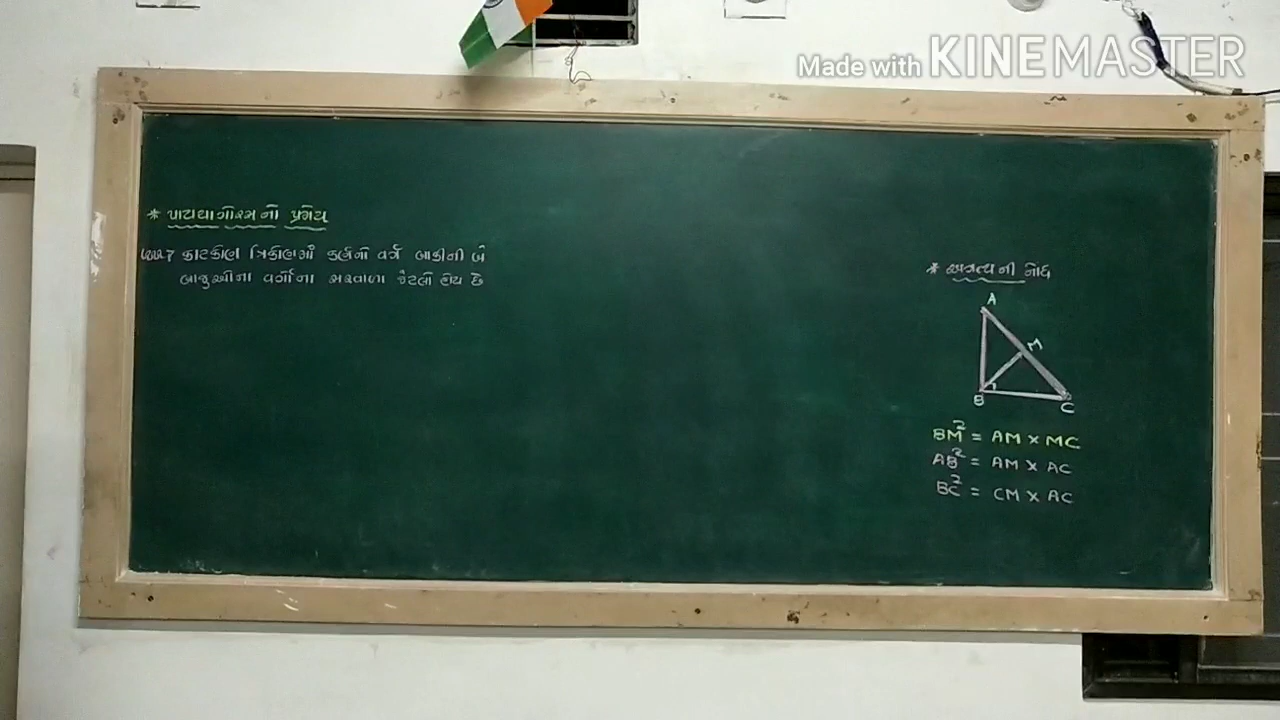 Made with KINEMASTER
* પાયથાગોરસનો પ્રમેય
કાટકોણ ત્રિકોણમાં કર્ણનો વર્ગ બાકીની બે
બાજુઓના વર્ગોના સરવાળા જેટલો હોય છે
* અગત્યની નોંધ
A
M
B
C
BM² = AM × MC
AB² = AM × AC
BC² = CM × AC